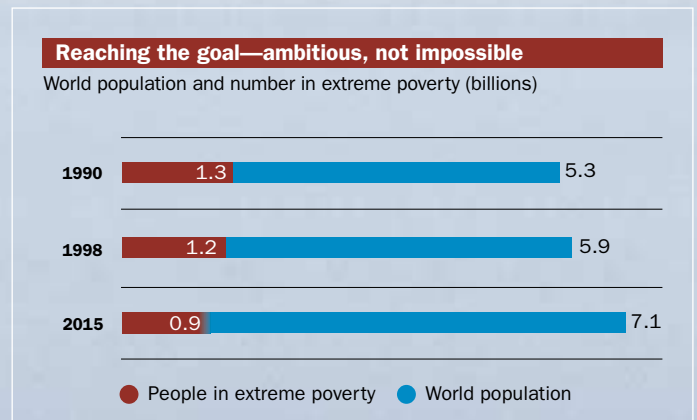 Reaching the goal—ambitious, not impossible
World population and number in extreme poverty (billions)
1990 1.3 5.3
1998 1.2 5.9
2015 0.9 7.1
People in extreme poverty World population